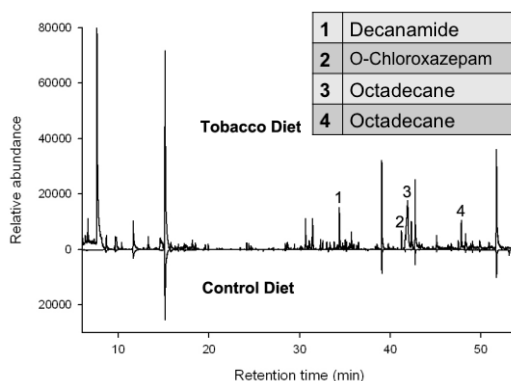 1 Decanamide
2 O-Chloroxazepam
3 Octadecane
4 Octadecane
80000
60000
40000
20000
0
20000
Relative abundance
Tobacco Diet
1
2
3
4
Control Diet
10 20 30 40 50
Retention time (min)